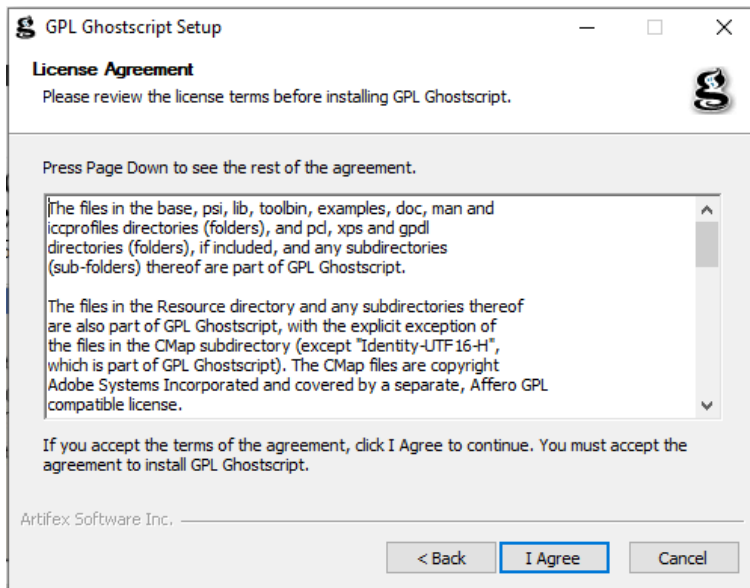 GPL Ghostscript Setup
License Agreement
Please review the license terms before installing GPL Ghostscript.
Press Page Down to see the rest of the agreement.
The files in the base, psi, lib, toolbin, examples, doc, man and
iccprofiles directories (folders), and pcl, xps and gpdl
directories (folders), if included, and any subdirectories
(sub-folders) thereof are part of GPL Ghostscript.
The files in the Resource directory and any subdirectories thereof
are also part of GPL Ghostscript, with the explicit exception of
the files in the CMap subdirectory (except "Identity-UTF16-H",
which is part of GPL Ghostscript). The CMap files are copyright
Adobe Systems Incorporated and covered by a separate, Affero GPL
compatible license.
If you accept the terms of the agreement, click I Agree to continue. You must accept the
agreement to install GPL Ghostscript.
Artifex Software Inc.
< Back
I Agree
Cancel